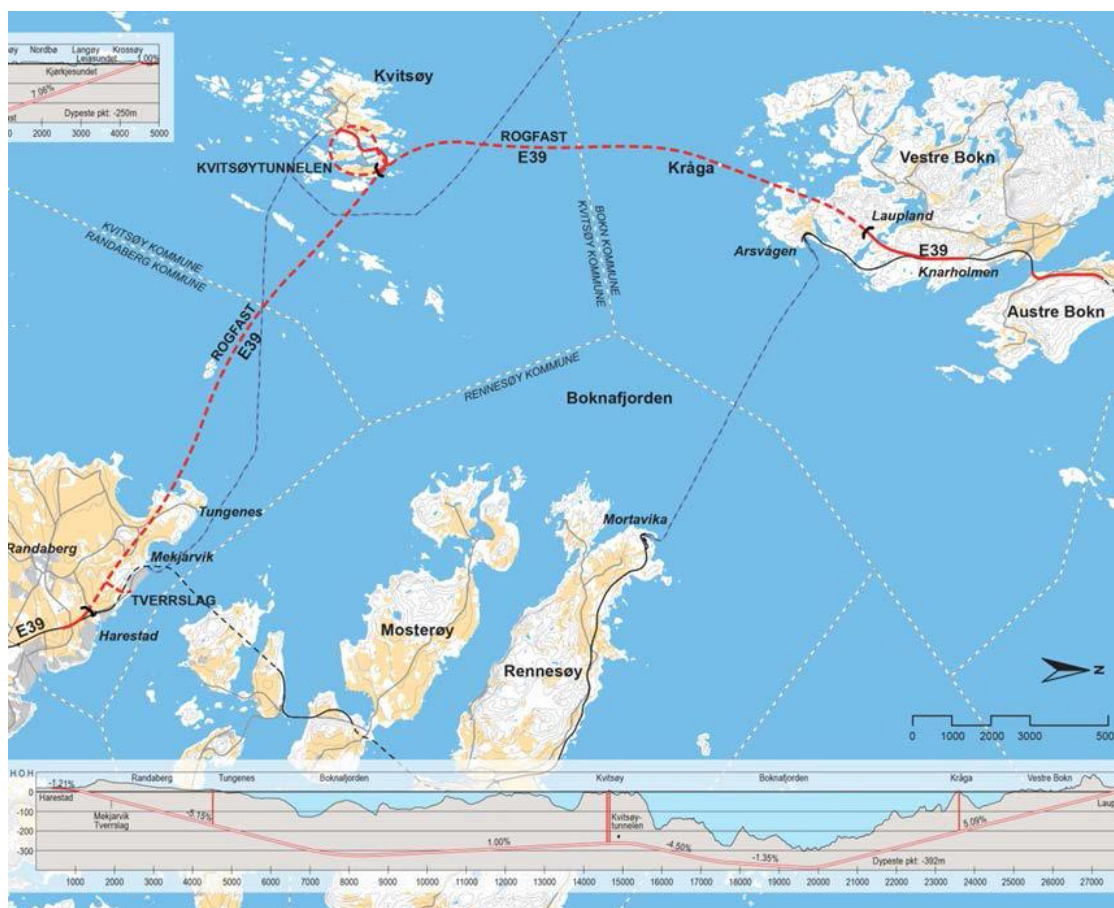 Nordbø Langøy Krossøy
Leiasundet 1.00%
Kjørkjesundet
7.06%
Dypeste pkt: -250m
2000 3000 4000 5000
Kvitsøy
KVITSØYTUNNELEN
ROGFAST
E39
Kråga
Vestre Bokn
Laupland
Arsvågen
E39
Knarholmen
Austre Bokn
KVITSØY KOMMUNE
RANDABERG KOMMUNE
BOKN KOMMUNE
KVITSØY KOMMUNE
ROGFAST
E39
RENNESØY KOMMUNE
Boknafjorden
Tungenes
Randaberg
Mekjarvik
TVERRSLAG
E39
Harestad
Mortavika
Mosterøy
Rennesøy
N
0 1000 2000 3000 500
H.O.H
-1.21% Randaberg Tungenes Boknafjorden Kvitsøy Boknafjorden Kråga Vestre Bokn
0
Harestad
Laup
-100
Mekjarvik
Tverrslag
-5.15%
Kvitsøy-
tunnelen
5.09%
-200
1.00%
-4.50%
-300
-1.35%
Dypeste pkt: -392m
1000 2000 3000 4000 5000 6000 7000 8000 9000 10000 11000 12000 13000 14000 15000 16000 17000 18000 19000 20000 21000 22000 23000 24000 25000 26000 27000